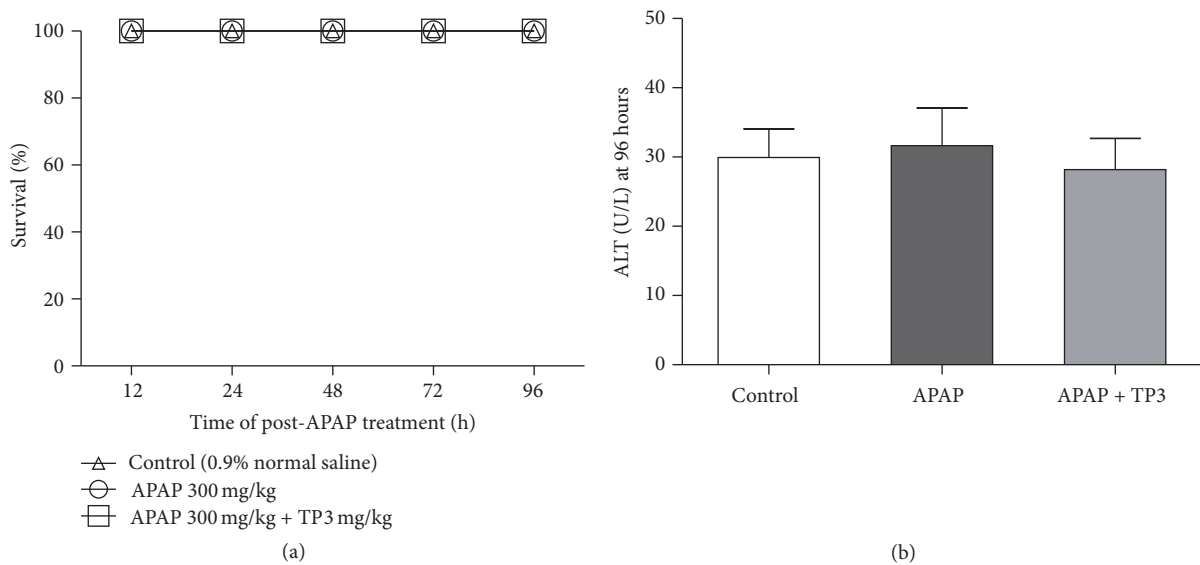 100
80
60
40
20
0
Survival (%)
12 24 48 72 96
Time of post-APAP treatment (h)
Control (0.9% normal saline)
APAP 300 mg/kg
APAP 300 mg/kg + TP3 mg/kg
(a)
50
40
30
20
10
0
ALT (U/L) at 96 hours
Control APAP APAP + TP3
(b)